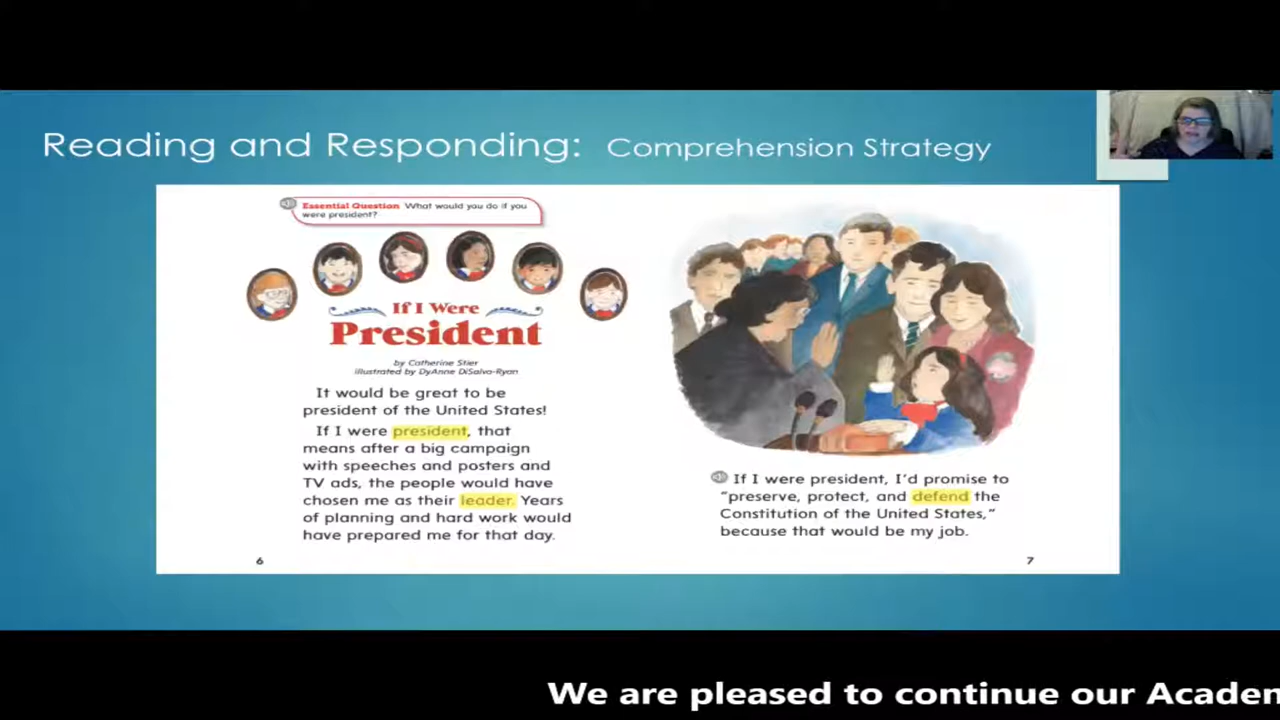 Reading and Responding: Comprehension Strategy
Essential Question What would you do if you
were president?
If I Were
President
by Catherine Stier
illustrated by DyAnne DiSalvo-Ryan
It would be great to be
president of the United States!
If I were president, that
means after a big campaign
with speeches and posters and
TV ads, the people would have
chosen me as their leader. Years
of planning and hard work would
have prepared me for that day.
6
If I were president, I'd promise to
"preserve, protect, and defend the
Constitution of the United States,"
because that would be my job.
7
We are pleased to continue our Academ